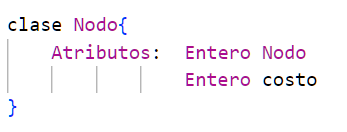 clase Nodo{
Atributos: Entero Nodo
Entero costo
}